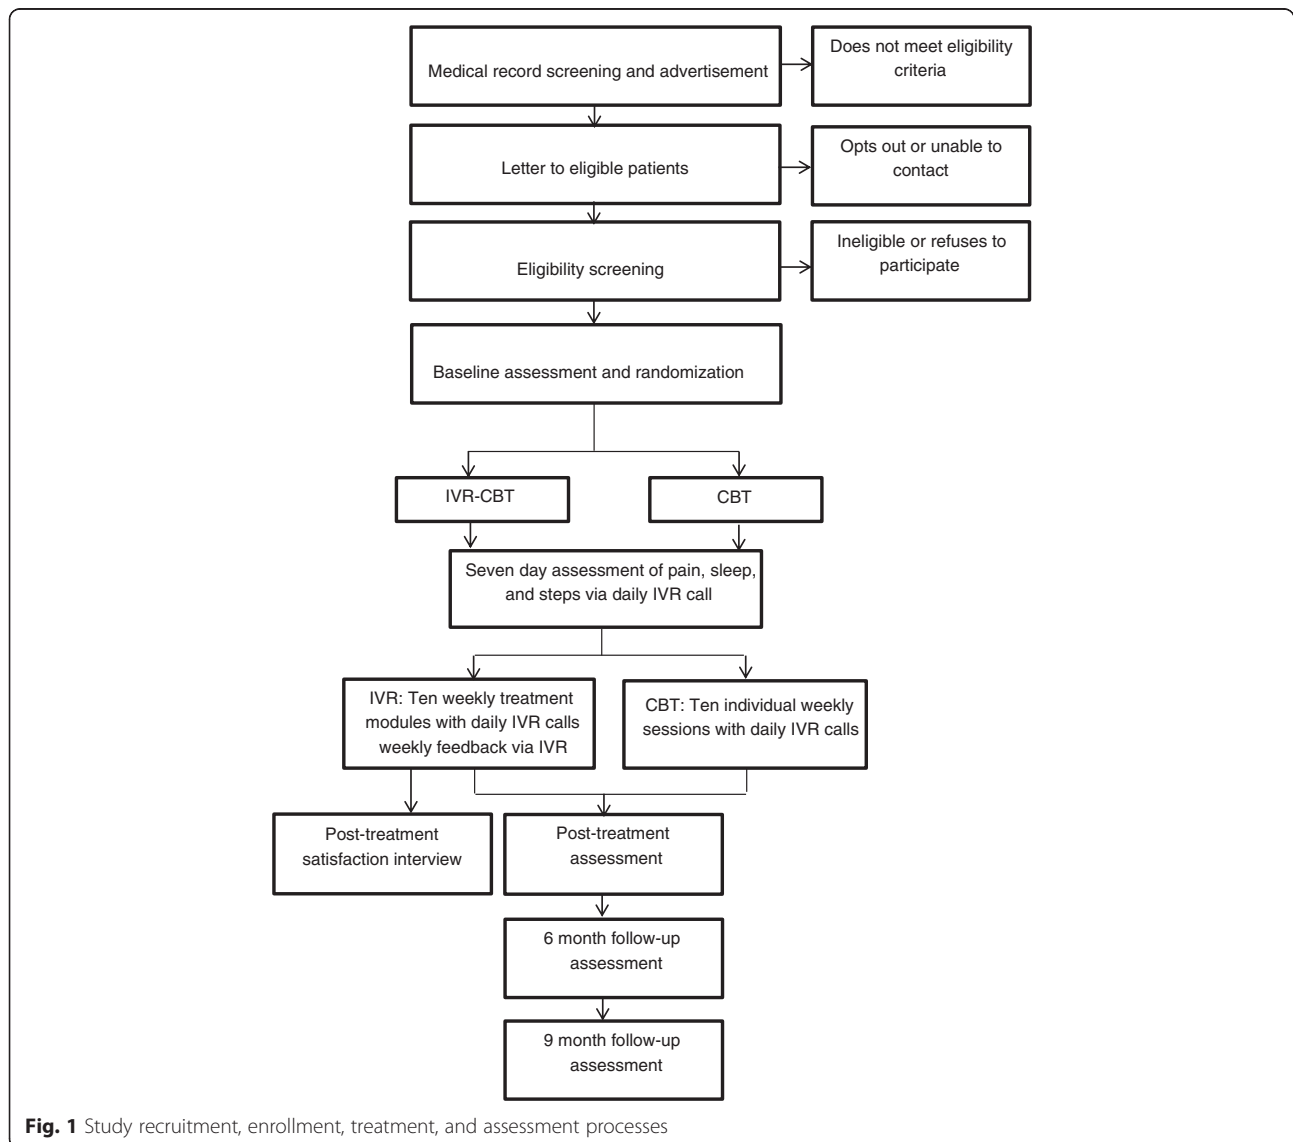 Medical record screening and advertisement
Does not meet eligibility
criteria
Letter to eligible patients
Opts out or unable to
contact
Eligibility screening
Ineligible or refuses to
participate
Baseline assessment and randomization
IVR-CBT
CBT
Seven day assessment of pain, sleep,
and steps via daily IVR call
IVR: Ten weekly treatment
modules with daily IVR calls
weekly feedback via IVR
CBT: Ten individual weekly
sessions with daily IVR calls
Post-treatment
satisfaction interview
Post-treatment
assessment
6 month follow-up
assessment
9 month follow-up
assessment
Fig. 1 Study recruitment, enrollment, treatment, and assessment processes